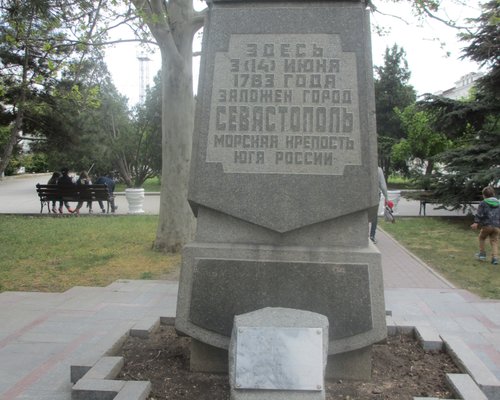 ЗДЕСЬ
3(14) ИЮНЯ
1783 ГОДА
ЗАЛОЖЕН ГОРОД
СЕВАСТОПОЛЬ
МОРСКАЯ КРЕПОСТЬ
ЮГА РОССИИ